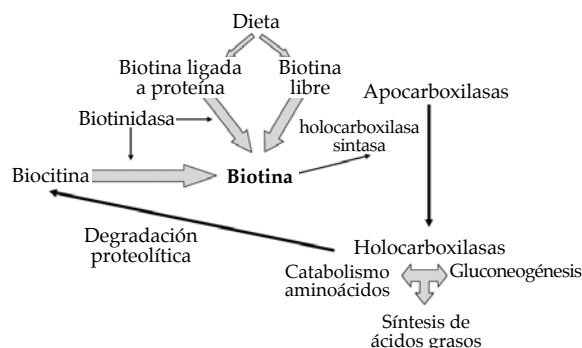 Dieta
Biotina ligada
a proteína
Biotina
libre
Apocarboxilasas
Biotinidasa
holocarboxilasa
sintasa
Biocitina
Biotina
Degradación
proteolítica
Holocarboxilasas
Catabolismo
aminoácidos
Gluconeogénesis
Síntesis de
ácidos grasos